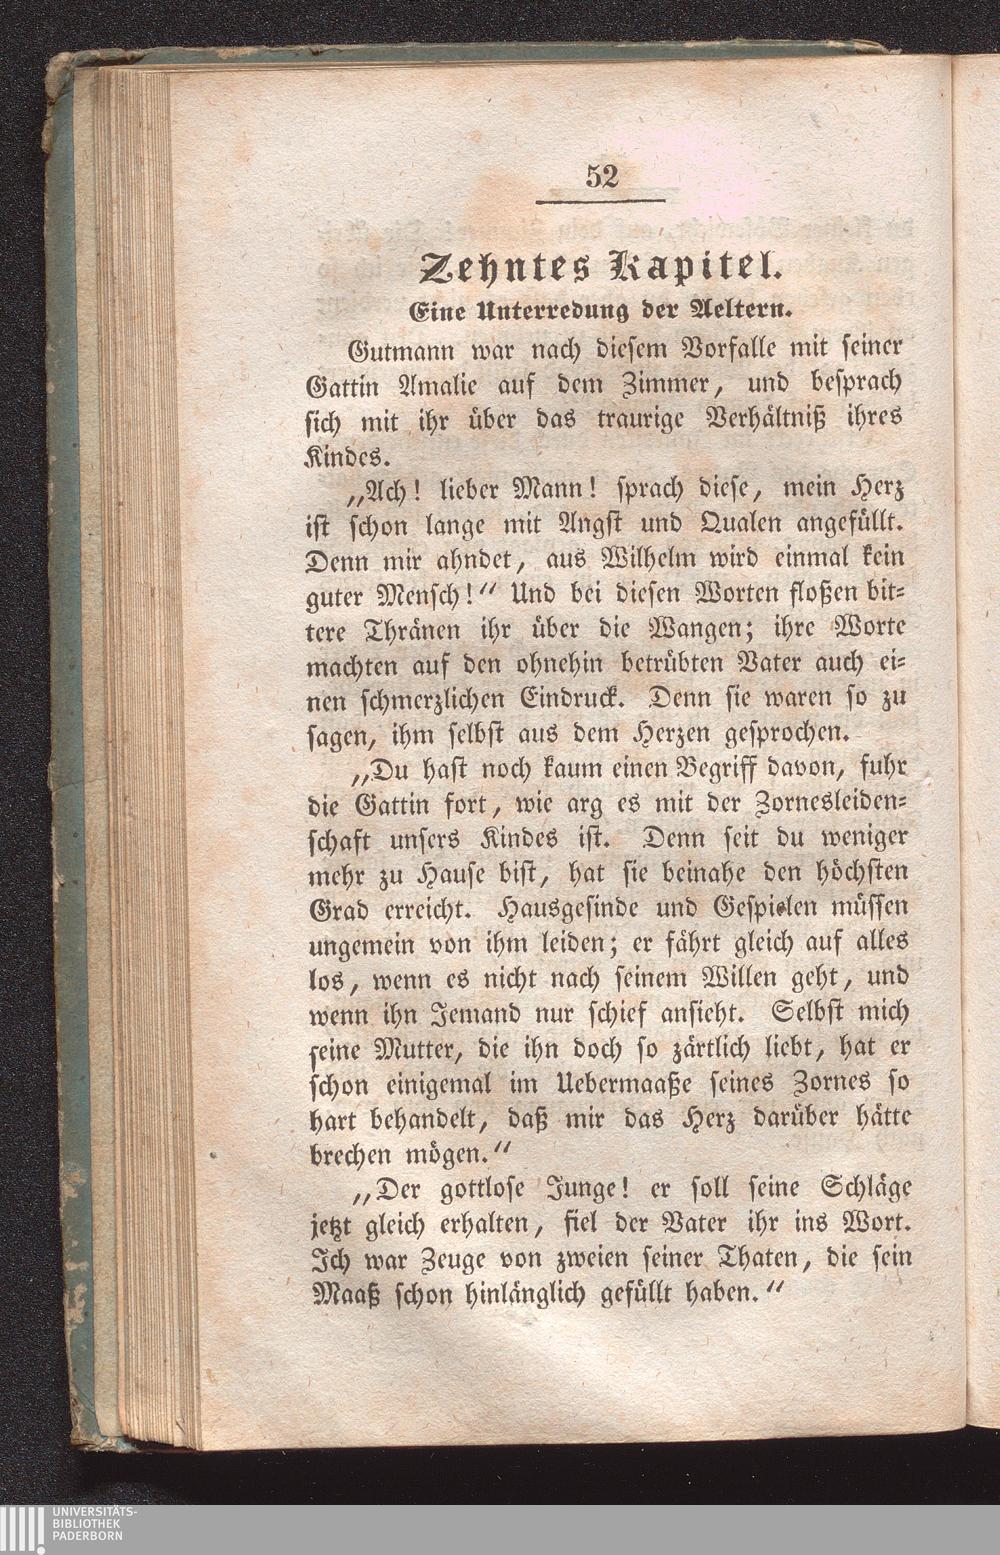 52
Zehntes Kapitel.
Eine Unterredung der Aeltern.
Gutmann war nach diesem Vorfalle mit seiner
Gattin Amalie auf dem Zimmer, und besprach
sich mit ihr über das traurige Verhältniß ihres
Kindes.
„Ach! lieber Mann! sprach diese, mein Herz
ist schon lange mit Angst und Qualen angefüllt.
Denn mir ahndet, aus Wilhelm wird einmal kein
guter Mensch!“ Und bei diesen Worten floßen bit=
tere Thränen ihr über die Wangen; ihre Worte
machten auf den ohnehin betrübten Vater auch ei=
nen schmerzlichen Eindruck. Denn sie waren so zu
sagen, ihm selbst aus dem Herzen gesprochen.
„Du hast noch kaum einen Begriff davon, fuhr
die Gattin fort, wie arg es mit der Zornesleiden=
schaft unsers Kindes ist. Denn seit du weniger
mehr zu Hause bist, hat sie beinahe den höchsten
Grad erreicht. Hausgesinde und Gespielen müssen
ungemein von ihm leiden; er fährt gleich auf alles
los, wenn es nicht nach seinem Willen geht, und
wenn ihn Jemand nur schief ansieht. Selbst mich
seine Mutter, die ihn doch so zärtlich liebt, hat er
schon einigemal im Uebermaaße seines Zornes so
hart behandelt, daß mir das Herz darüber hätte
brechen mögen.“
„Der gottlose Junge! er soll seine Schläge
jetzt gleich erhalten, fiel der Vater ihr ins Wort.
Ich war Zeuge von zweien seiner Thaten, die sein
Maaß schon hinlänglich gefüllt haben.“
UNIVERSITÄTS-
BIBLIOTHEK
PADERBORN